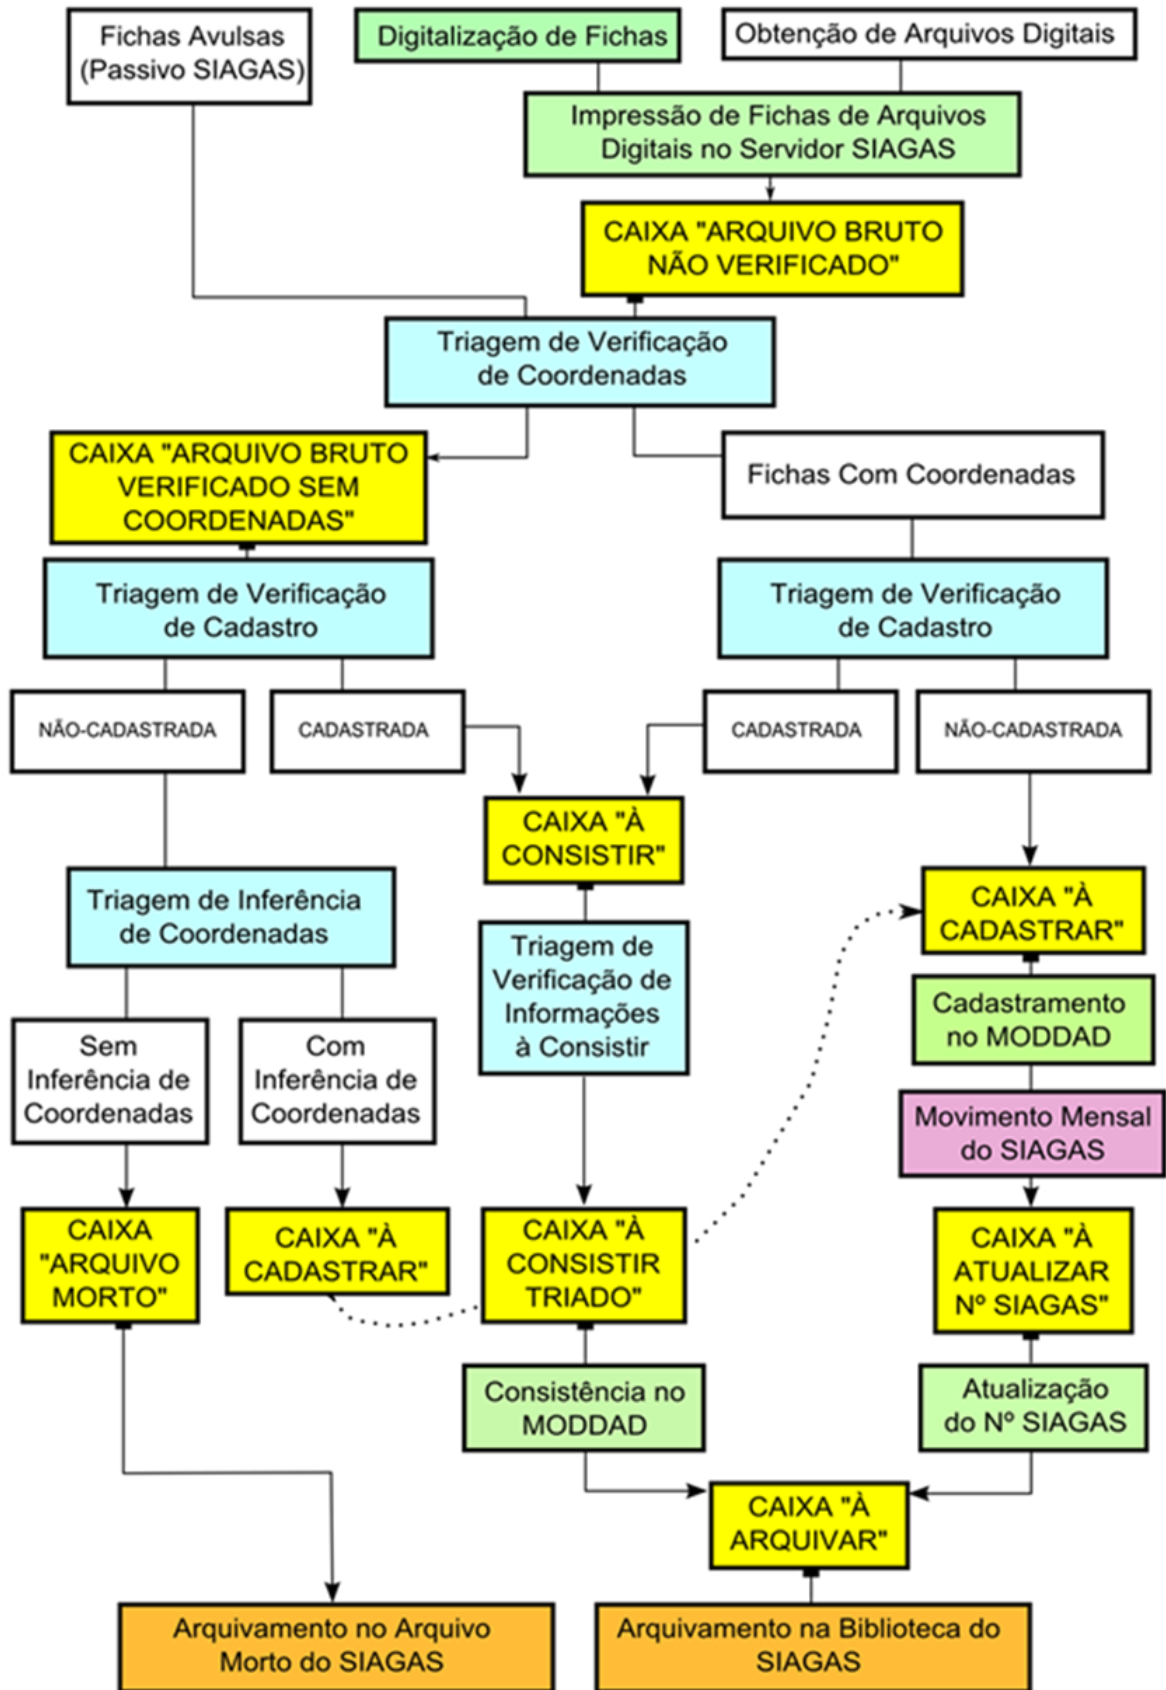 Fichas Avulsas
(Passivo SIAGAS)
Digitalização de Fichas
Obtenção de Arquivos Digitais
Impressão de Fichas de Arquivos
Digitais no Servidor SIAGAS
CAIXA "ARQUIVO BRUTO
NÃO VERIFICADO"
Triagem de Verificação
de Coordenadas
CAIXA "ARQUIVO BRUTO
VERIFICADO SEM
COORDENADAS"
Fichas Com Coordenadas
Triagem de Verificação
de Cadastro
Triagem de Verificação
de Cadastro
NÃO-CADASTRADA
CADASTRADA
CADASTRADA
NÃO-CADASTRADA
CAIXA "À
CONSISTIR"
Triagem de Inferência
de Coordenadas
CAIXA "À
CADASTRAR"
Triagem de
Verificação de
Informações
à Consistir
Cadastramento
no MODDAD
Sem
Inferência de
Coordenadas
Com
Inferência de
Coordenadas
Movimento Mensal
do SIAGAS
CAIXA
"ARQUIVO
MORTO"
CAIXA "À
CADASTRAR"
CAIXA "À
CONSISTIR
TRIADO"
CAIXA "À
ATUALIZAR
Nº SIAGAS"
Consistência no
MODDAD
Atualização
do Nº SIAGAS
CAIXA "À
ARQUIVAR"
Arquivamento no Arquivo
Morto do SIAGAS
Arquivamento na Biblioteca do
SIAGAS